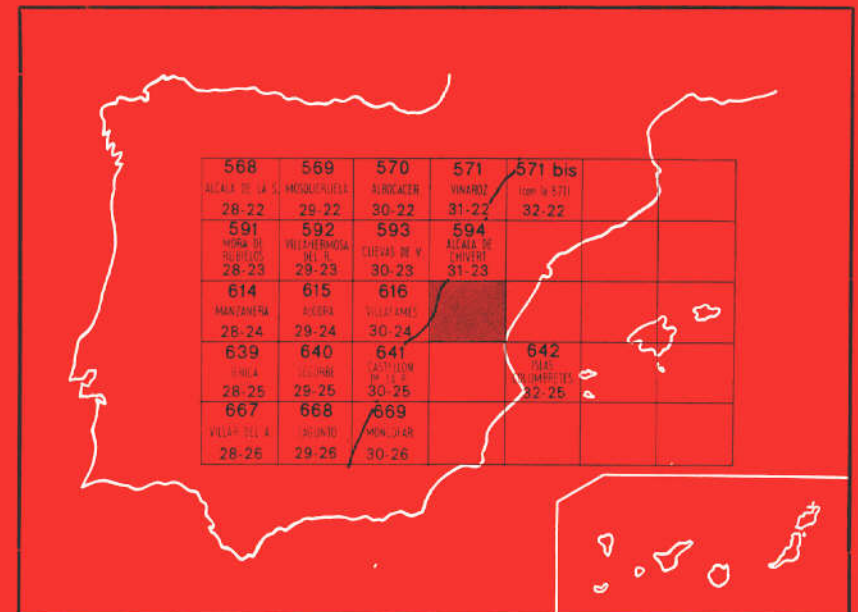 568 569 570 571 571 bis
ALCALA DE LA S. MOSQUERUELA ALBOCACER VINAROZ (con la 571)
28-22 29-22 30-22 31-22 32-22
591 592 593 594
MORA DE RUBIELOS VILLAHERMOSA DEL R. CUEVAS DE V. ALCALA DE CHIVERT
28-23 29-23 30-23 31-23
614 615 616
MANZANERA ALCORA VILLAFAMES
28-24 29-24 30-24
639 640 641 642
SEGORBE CASTELLON DE LA P. ISLAS COLOMBRETES
28-25 29-25 30-25 32-25
667 668 669
VILLAR DEL A. SAGUNTO MONCOFAR
28-26 29-26 30-26